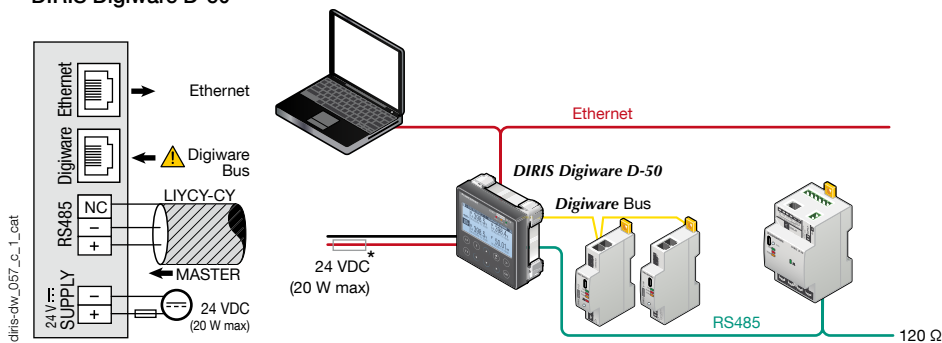 DIRIS Digiware D-50
Ethernet
Ethernet
Digiware
Digiware
Bus
RS485
NC
–
+
LIYCY-CY
MASTER
24 V
SUPPLY
–
+
24 VDC
(20 W max)
diris-dw_057_c_1_cat
Ethernet
DIRIS Digiware D-50
Digiware Bus
*
24 VDC
(20 W max)
RS485
120 Ω